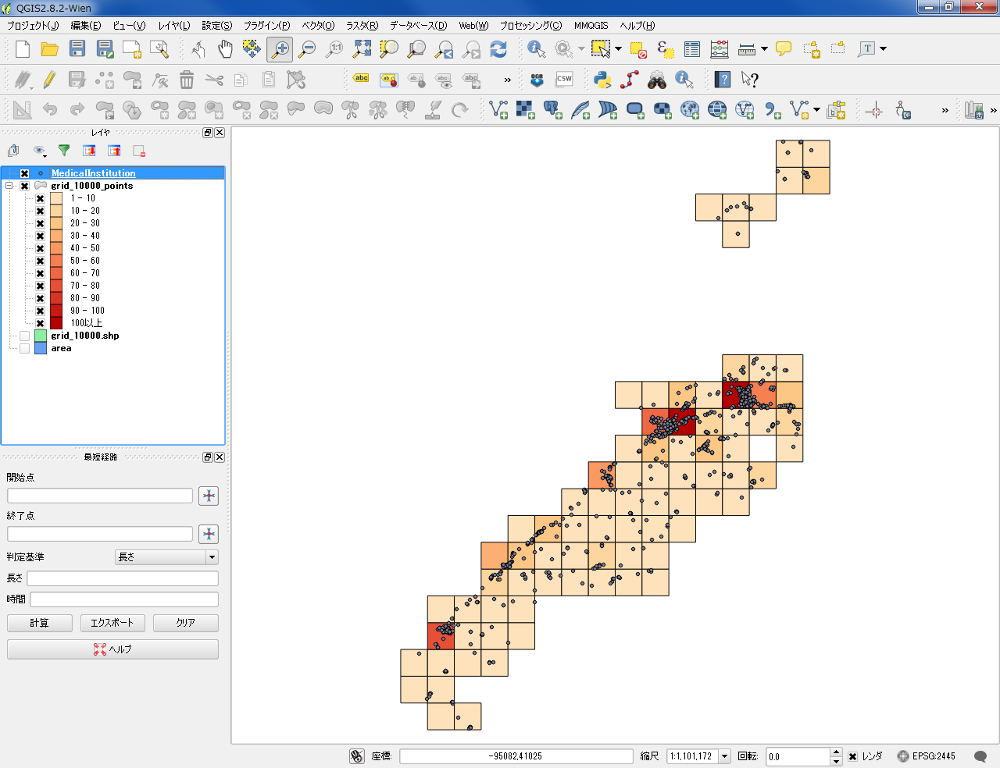 QGIS2.8.2-Wien
プロジェクト(J) 編集(E) ビュー(V) レイヤ(L) 設定(S) プラグイン(P) ベクタ(O) ラスタ(R) データベース(D) Web(W) プロセッシング(C) MMQGIS ヘルプ(H)
1:1
T
abc ab ab abc abc » OGR CSW
? ?
» »
レイヤ
MedicalInstitution
grid_10000_points
1 - 10
10 - 20
20 - 30
30 - 40
40 - 50
50 - 60
60 - 70
70 - 80
80 - 90
90 - 100
100以上
grid_10000.shp
area
最短経路
開始点
終了点
判定基準 長さ
長さ
時間
計算 エクスポート クリア
ヘルプ
座標: -95082,41025 縮尺 1:1,101,172 回転: 0.0 レンダ EPSG:2445